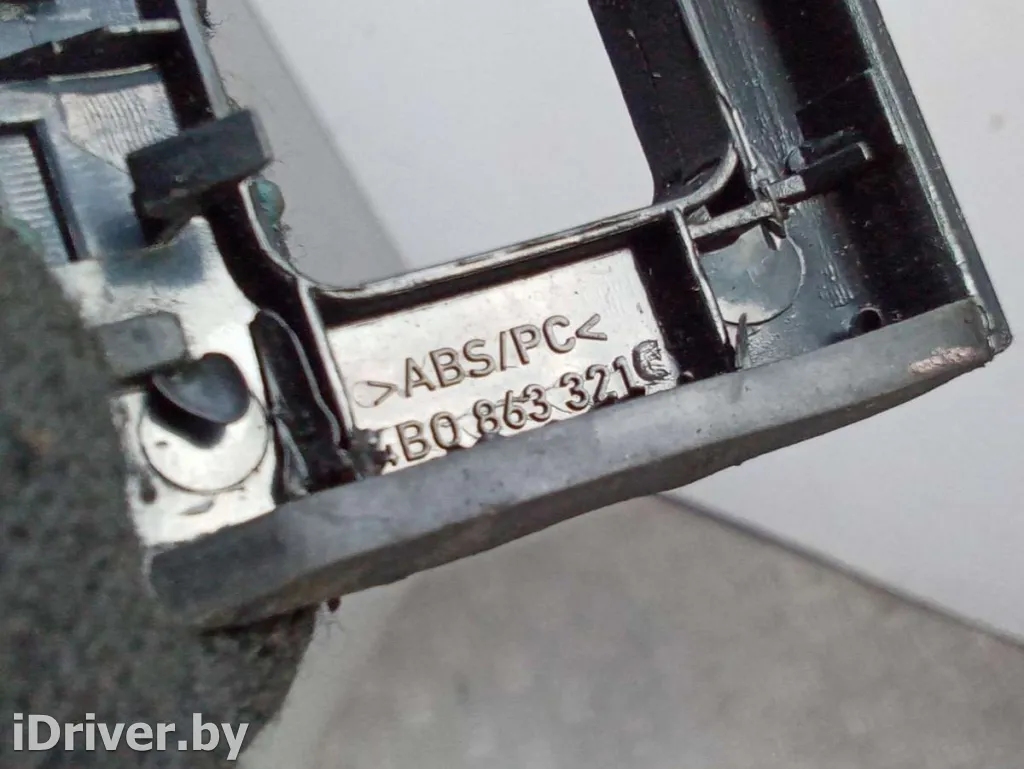 >ABS/PC<
4B0 863 321C
iDriver.by